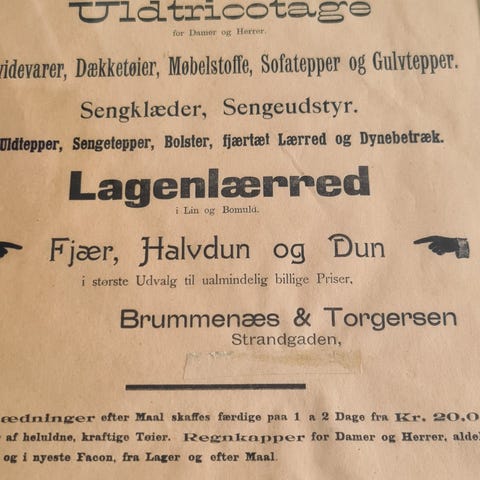 Uldtricotage
for Damer og Herrer.
videvarer, Dækketøier, Møbelstoffe, Sofatepper og Gulvtepper.
Sengklæder, Sengeudstyr.
Uldtepper, Sengetepper, Bolster, fjærtæt Lærred og Dynebetræk.
Lagenlærred
i Lin og Bomuld.
Fjær, Halvdun og Dun
i største Udvalg til ualmindelig billige Priser.
Brummenæs & Torgersen
Strandgaden,
ædninger efter Maal skaffes færdige paa 1 a 2 Dage fra Kr. 20,0
af heluldne, kraftige Tøier. Regnkapper for Damer og Herrer, alde
og i nyeste Facon, fra Lager og efter Maal.